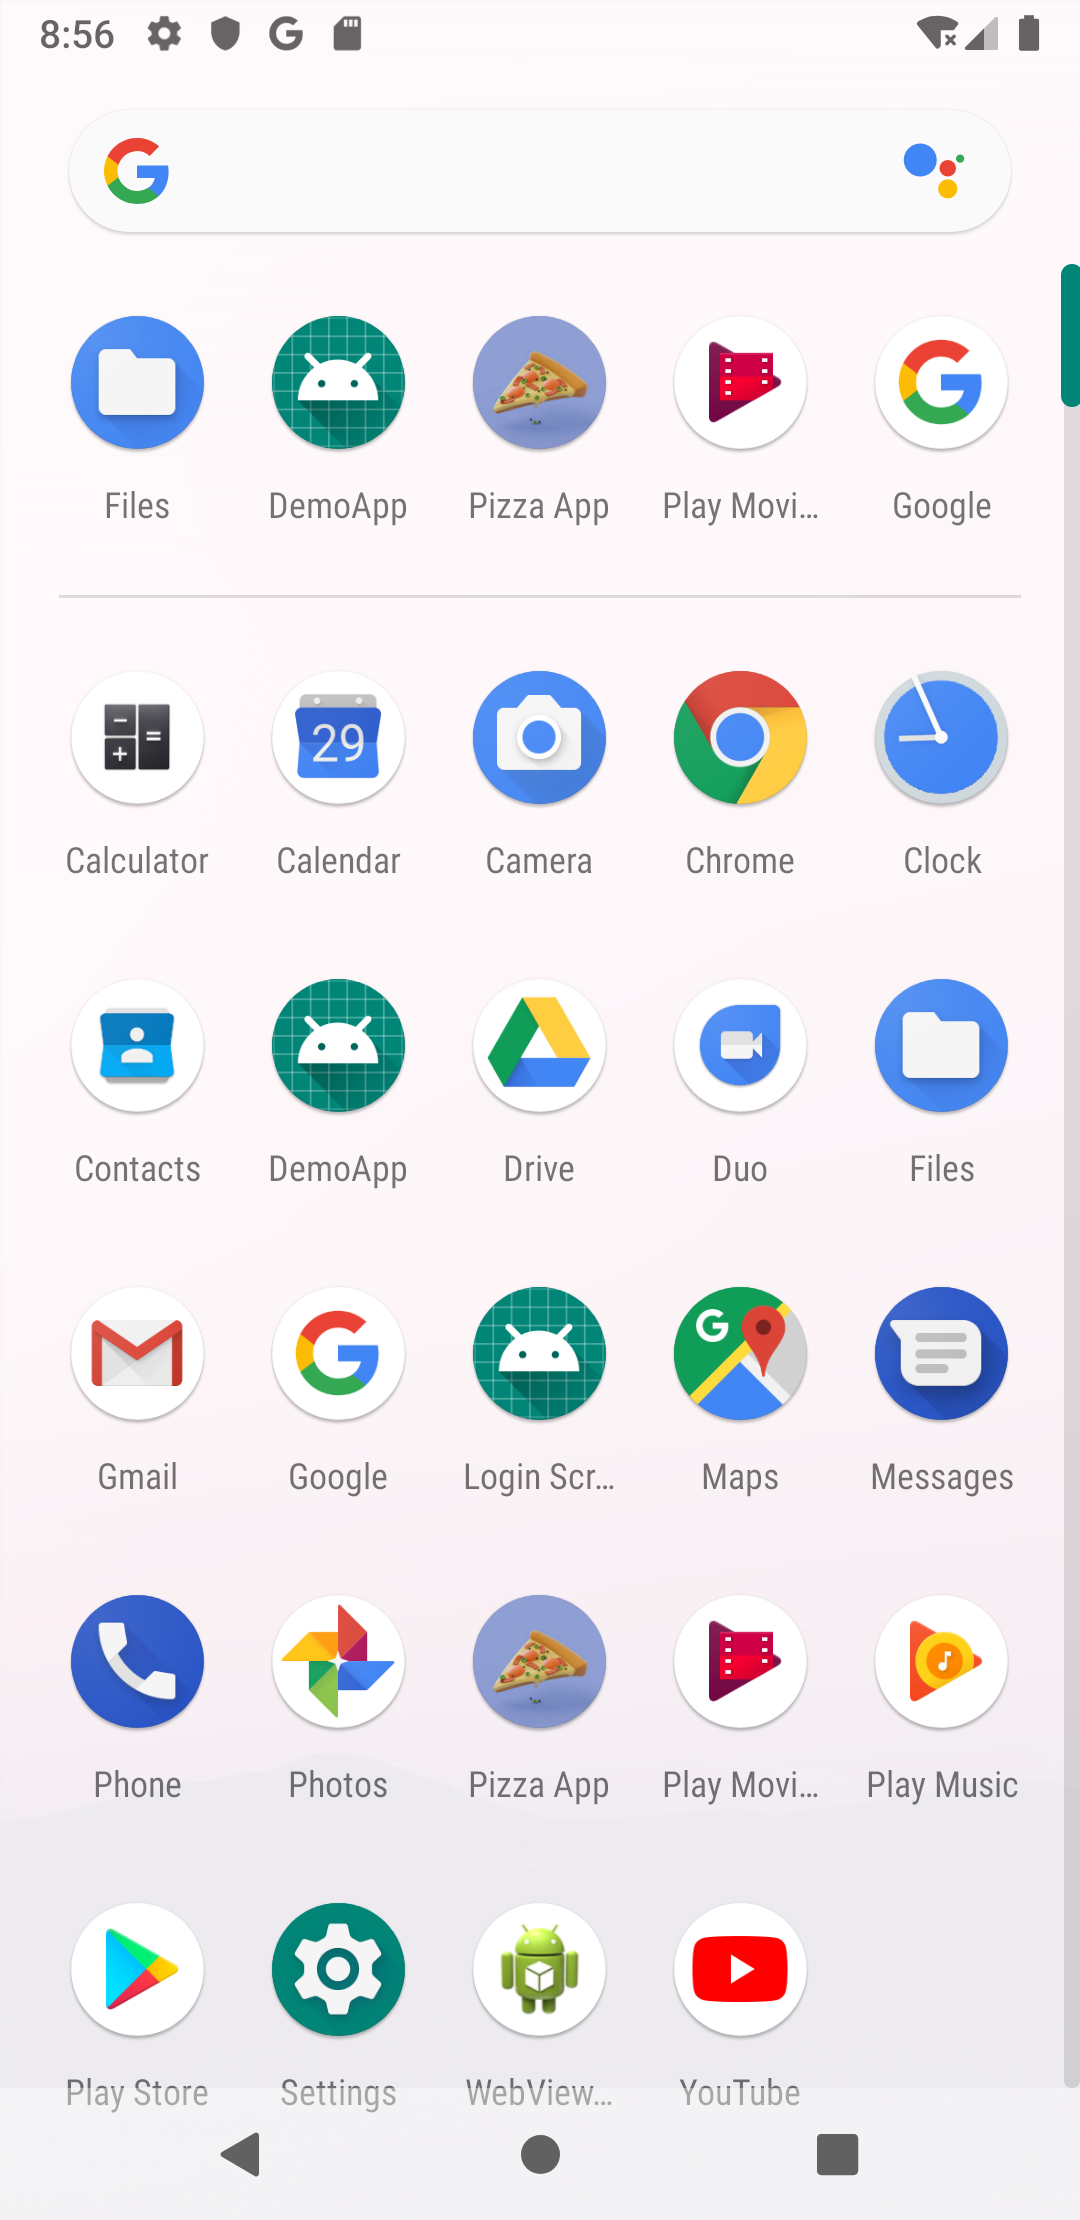 8:56
Files DemoApp Pizza App Play Movi... Google
Calculator Calendar Camera Chrome Clock
29
Contacts DemoApp Drive Duo Files
Gmail Google Login Scr... Maps Messages
Phone Photos Pizza App Play Movi... Play Music
Play Store Settings WebView... YouTube